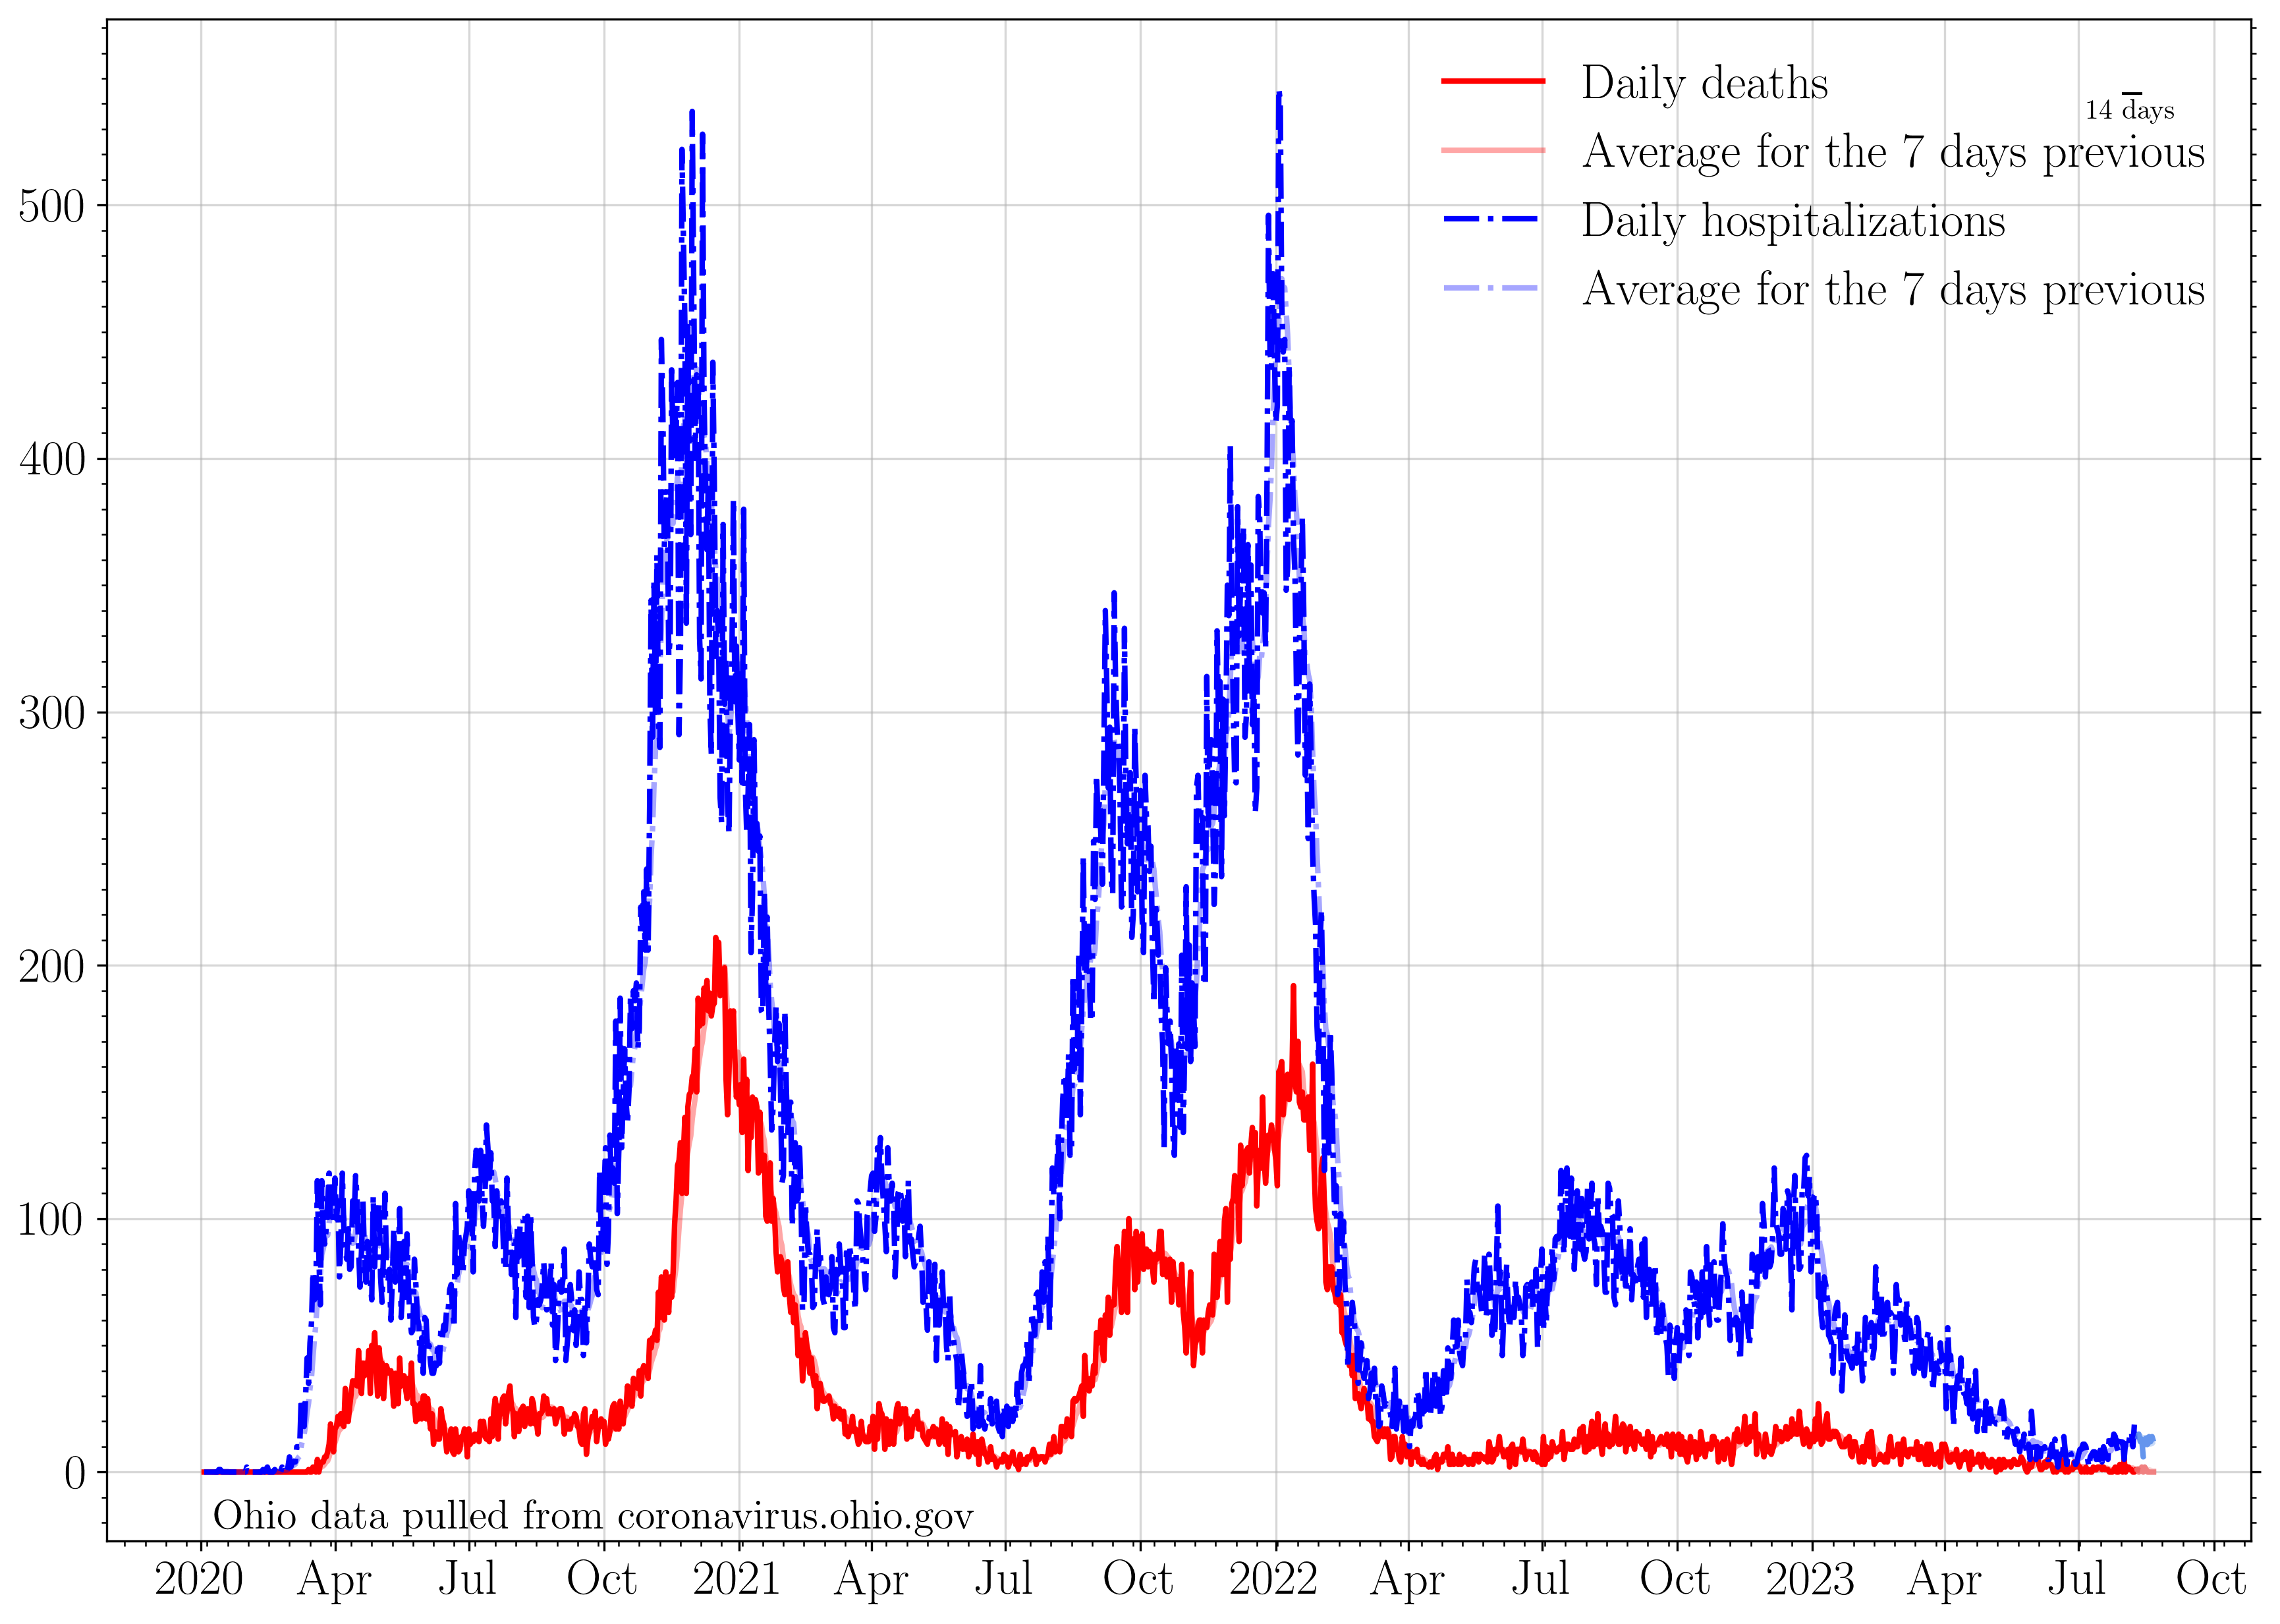 Daily deaths
14 days
Average for the 7 days previous
Daily hospitalizations
Average for the 7 days previous
500
400
300
200
100
0
Ohio data pulled from coronavirus.ohio.gov
2020 Apr Jul Oct 2021 Apr Jul Oct 2022 Apr Jul Oct 2023 Apr Jul Oct